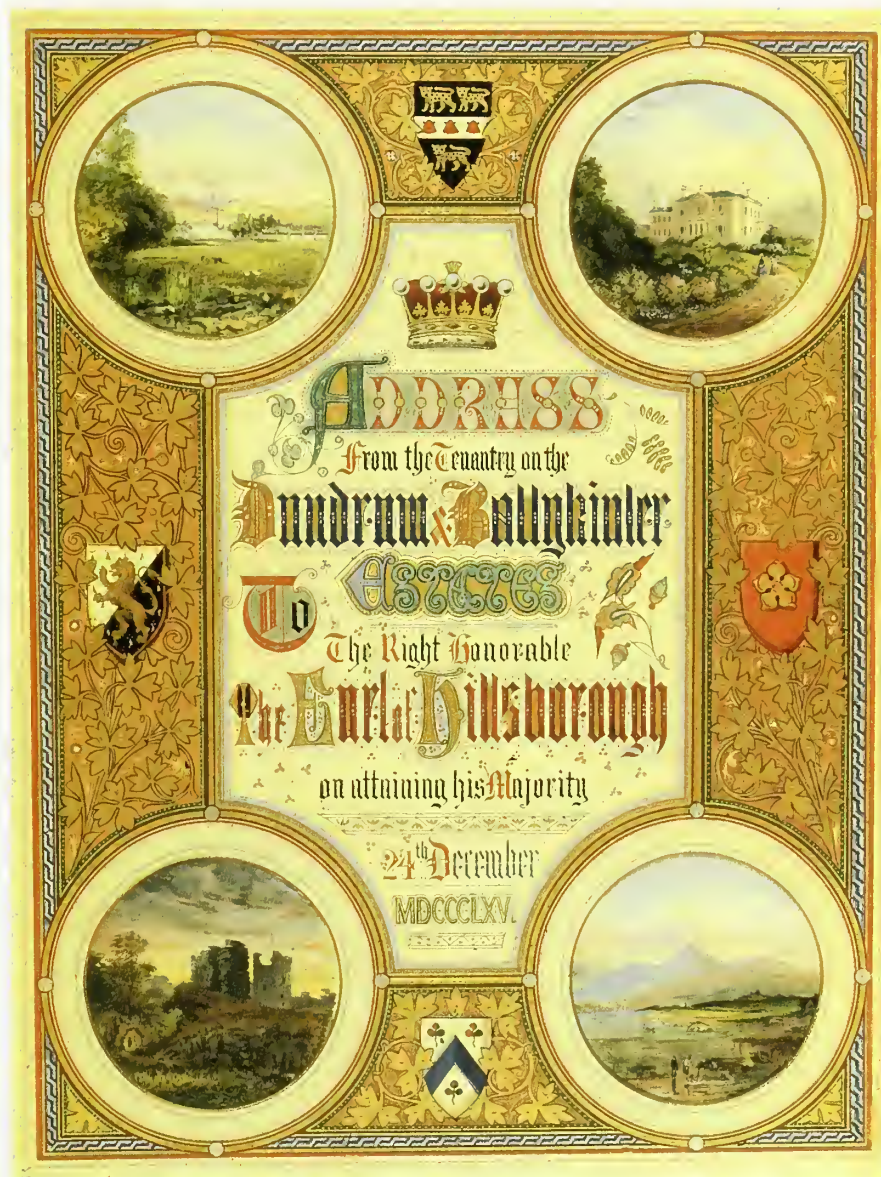 ADDRESS
From the Tenantry on the
Dundrum & Ballykinler
ESTATES
To
The Right Honorable
The Earl of Hillsborough
on attaining his Majority
24th December
MDCCCLXV.